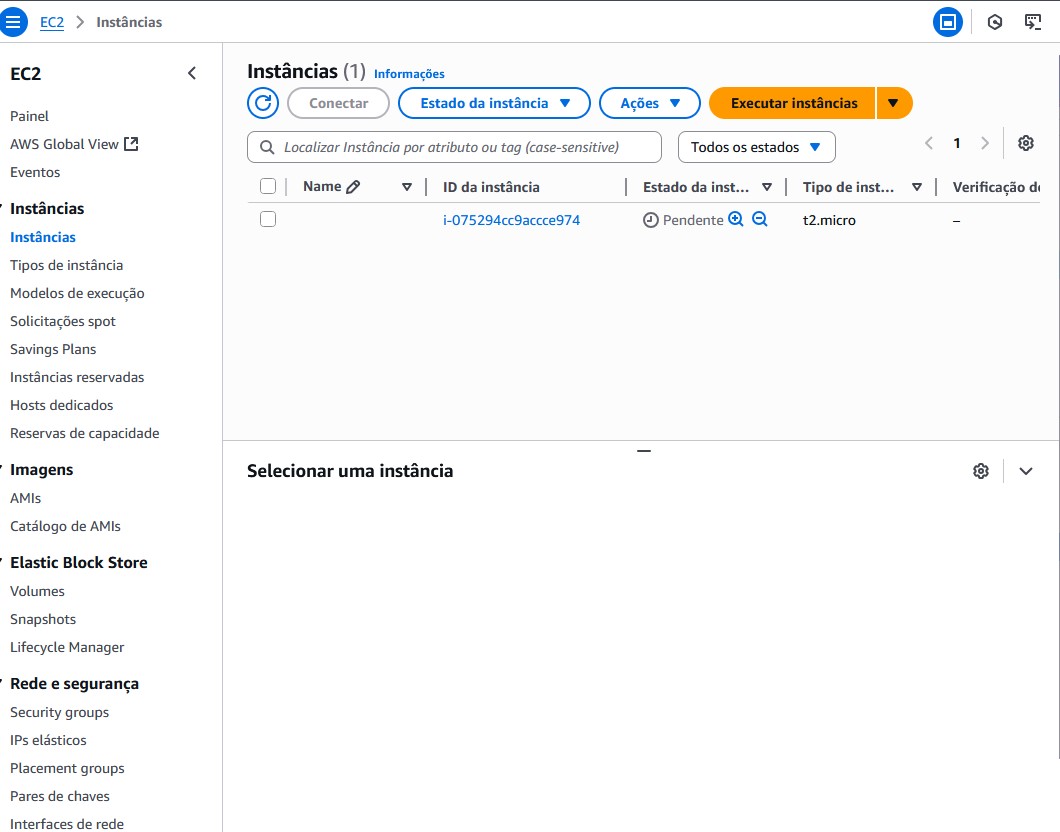 EC2 > Instâncias
EC2
Painel
AWS Global View
Eventos
Instâncias
Instâncias
Tipos de instância
Modelos de execução
Solicitações spot
Savings Plans
Instâncias reservadas
Hosts dedicados
Reservas de capacidade
Imagens
AMIs
Catálogo de AMIs
Elastic Block Store
Volumes
Snapshots
Lifecycle Manager
Rede e segurança
Security groups
IPs elásticos
Placement groups
Pares de chaves
Interfaces de rede
Instâncias (1) Informações
Conectar Estado da instância Ações Executar instâncias
Localizar Instância por atributo ou tag (case-sensitive) Todos os estados 1
Name ID da instância Estado da inst... Tipo de inst... Verificação d
i-075294cc9accce974 Pendente t2.micro –
Selecionar uma instância